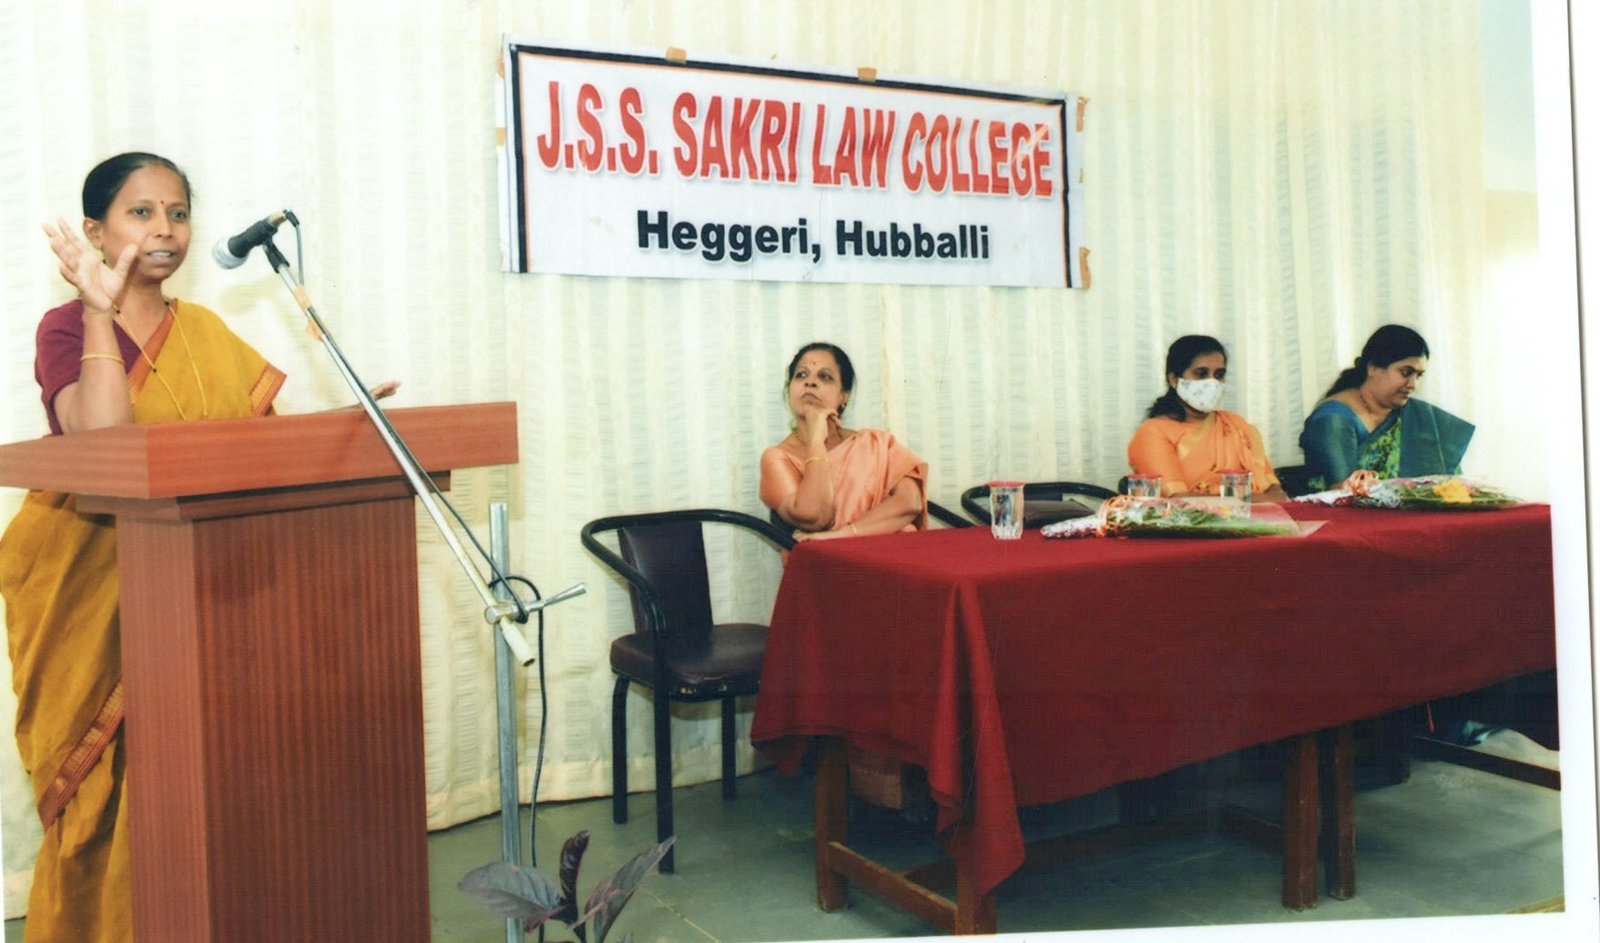 J.S.S. SAKRI LAW COLLEGE
Heggeri, Hubballi